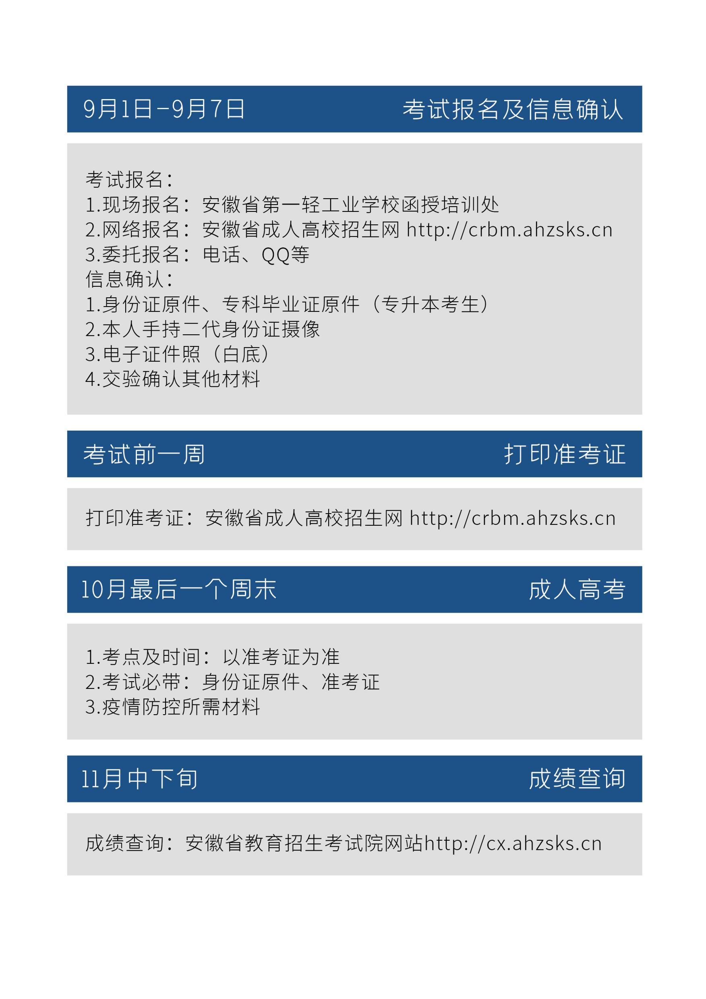 9月1日-9月7日 考试报名及信息确认
考试报名：
1.现场报名：安徽省第一轻工业学校函授培训处
2.网络报名：安徽省成人高校招生网 http://crbm.ahzsks.cn
3.委托报名：电话、QQ等
信息确认：
1.身份证原件、专科毕业证原件（专升本考生）
2.本人手持二代身份证摄像
3.电子证件照（白底）
4.交验确认其他材料
考试前一周 打印准考证
打印准考证：安徽省成人高校招生网 http://crbm.ahzsks.cn
10月最后一个周末 成人高考
1.考点及时间：以准考证为准
2.考试必带：身份证原件、准考证
3.疫情防控所需材料
11月中下旬 成绩查询
成绩查询：安徽省教育招生考试院网站http://cx.ahzsks.cn